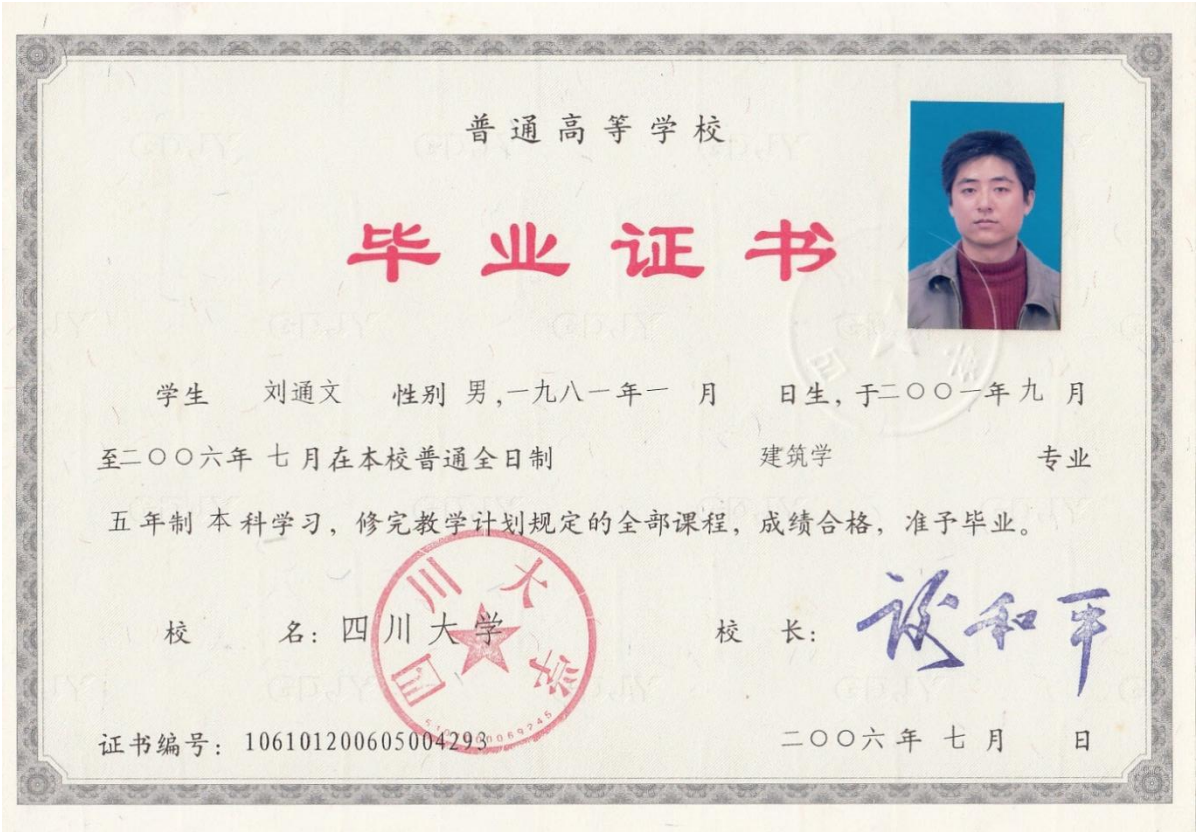 普通高等学校
毕业证书
学生 刘通文 性别 男,一九八一年一 月 日生,于二〇〇一年九 月
至二〇〇六年 七 月在本校普通全日制 建筑学 专业
五 年制 本 科学习,修完教学计划规定的全部课程,成绩合格,准予毕业。
校 名:四川大学
校 长:谢和平
四川大学
证书编号:106101200605004293
二〇〇六 年 七 月 日